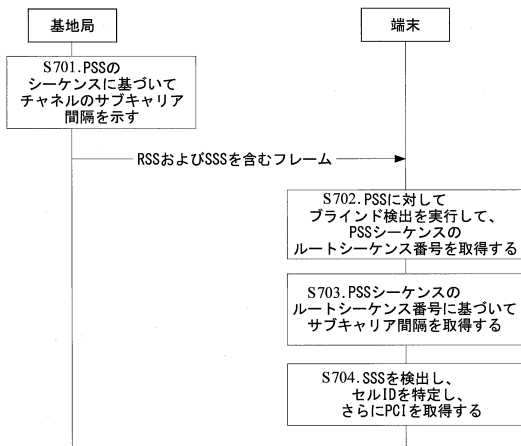 基地局
端末
S701.PSSの
シーケンスに基づいて
チャネルのサブキャリア
間隔を示す
RSSおよびSSSを含むフレーム
S702.PSSに対して
ブラインド検出を実行して、
PSSシーケンスの
ルートシーケンス番号を取得する
S703.PSSシーケンスの
ルートシーケンス番号に基づいて
サブキャリア間隔を取得する
S704.SSSを検出し、
セルIDを特定し、
さらにPCIを取得する